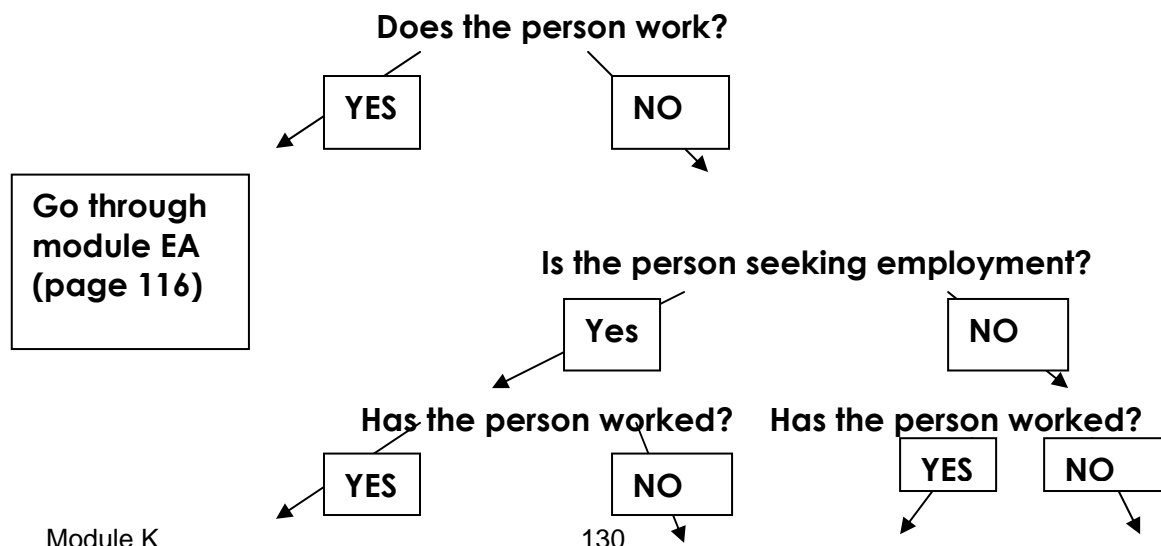 Does the person work?
YES
NO
Go through
module EA
(page 116)
Is the person seeking employment?
Yes
NO
Has the person worked?
Has the person worked?
YES
NO
YES
NO
Module K
130